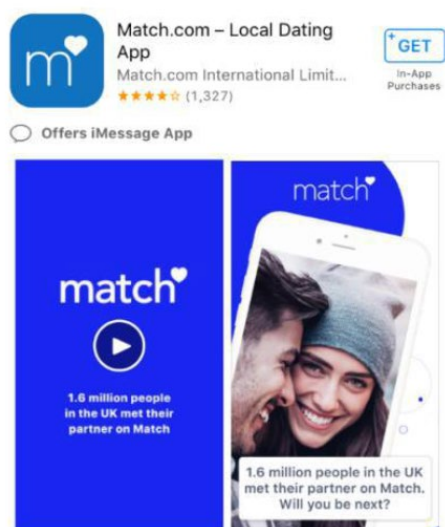 m
Match.com – Local Dating
App
Match.com International Limit...
(1,327)
+GET
In-App
Purchases
Offers iMessage App
match
1.6 million people
in the UK met their
partner on Match
match
1.6 million people in the UK
met their partner on Match.
Will you be next?